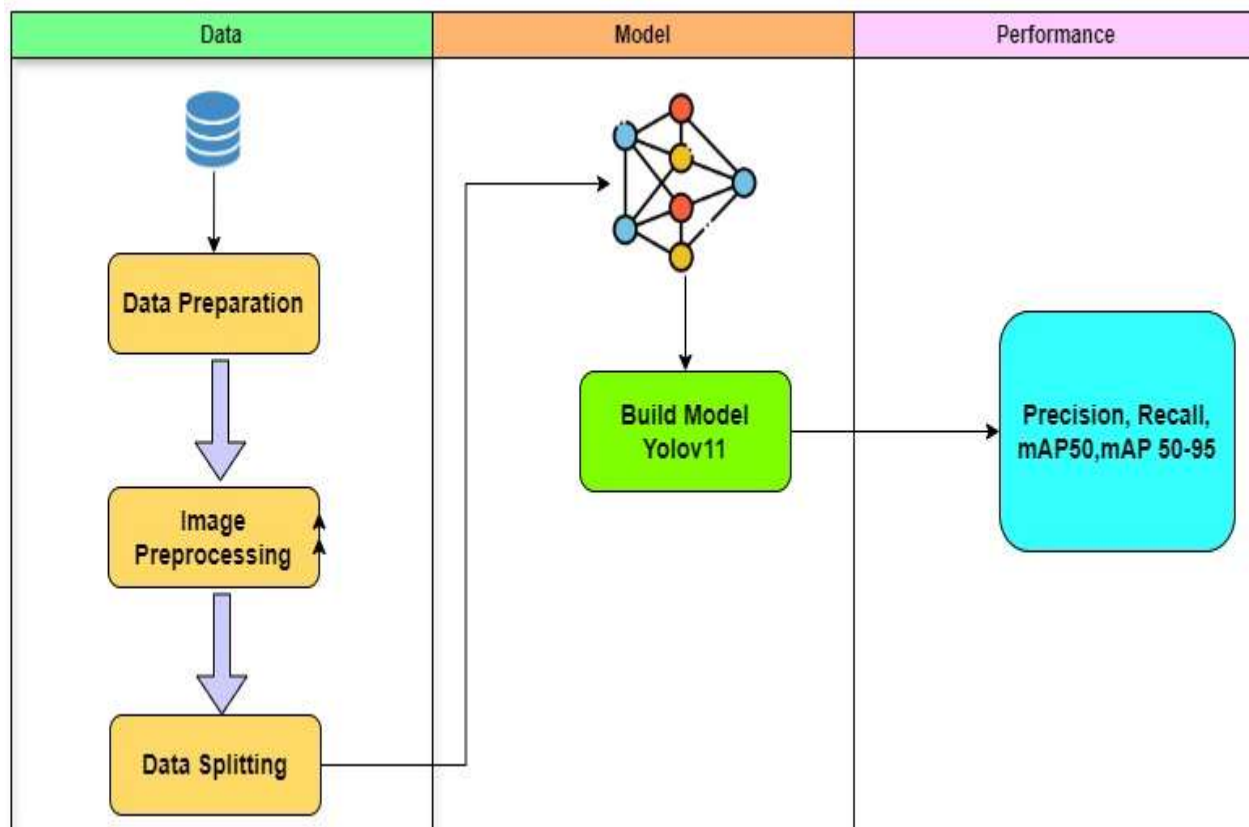 Data
Model
Performance
Data Preparation
Image
Preprocessing
Data Splitting
Build Model
Yolov11
Precision, Recall,
mAP50,mAP 50-95